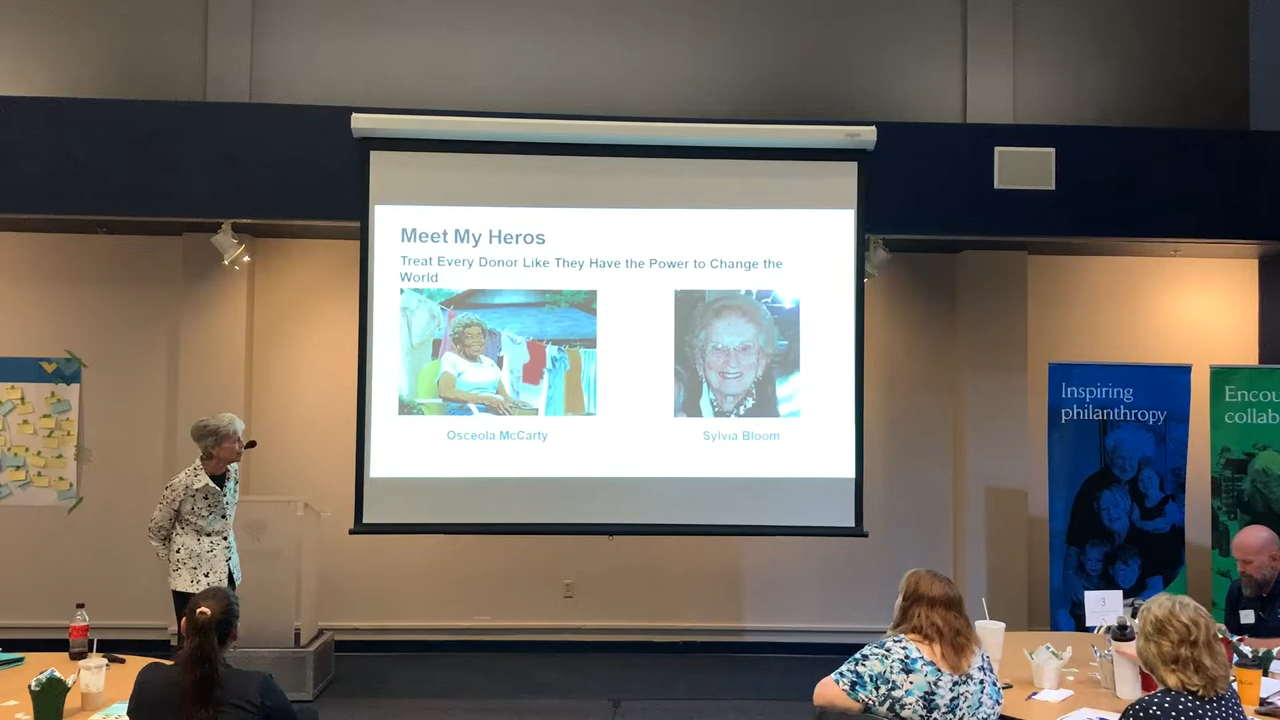 Meet My Heros
Treat Every Donor Like They Have the Power to Change the
World
Osceola McCarty
Sylvia Bloom
Inspiring
philanthropy
Encou
collab
3